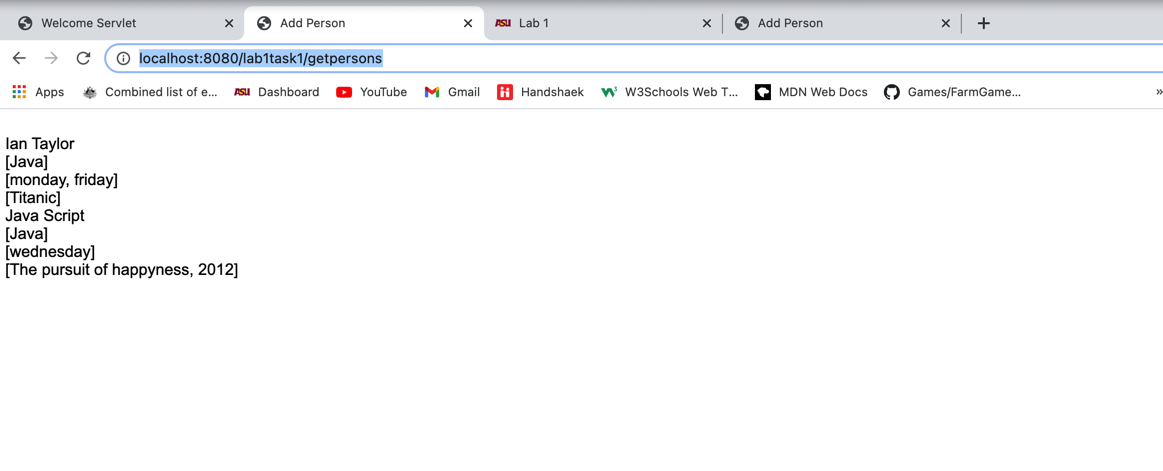 Welcome Servlet
Add Person
ASU Lab 1
Add Person
localhost:8080/lab1task1/getpersons
Apps
Combined list of e...
ASU Dashboard
YouTube
Gmail
Handshaek
W3Schools Web T...
MDN Web Docs
Games/FarmGame...
»
Ian Taylor
[Java]
[monday, friday]
[Titanic]
Java Script
[Java]
[wednesday]
[The pursuit of happyness, 2012]